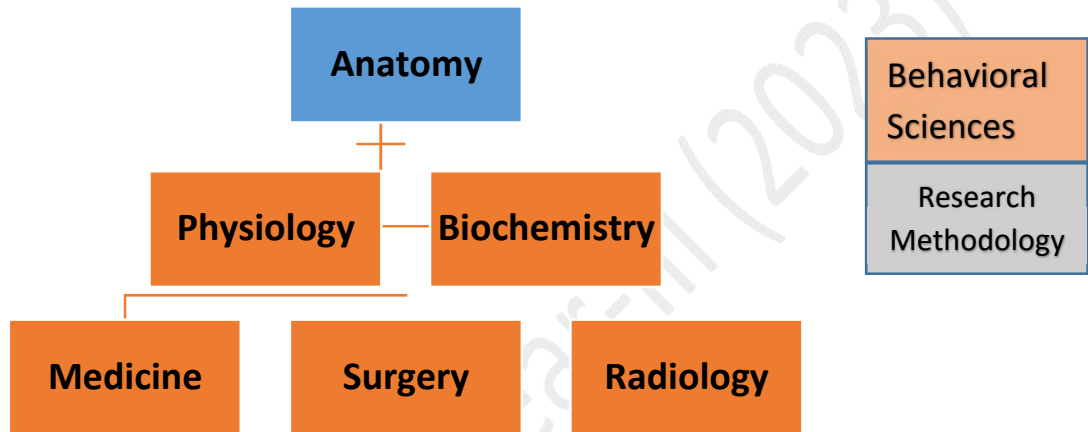 Anatomy
Physiology
Biochemistry
Medicine
Surgery
Radiology
Behavioral
Sciences
Research
Methodology